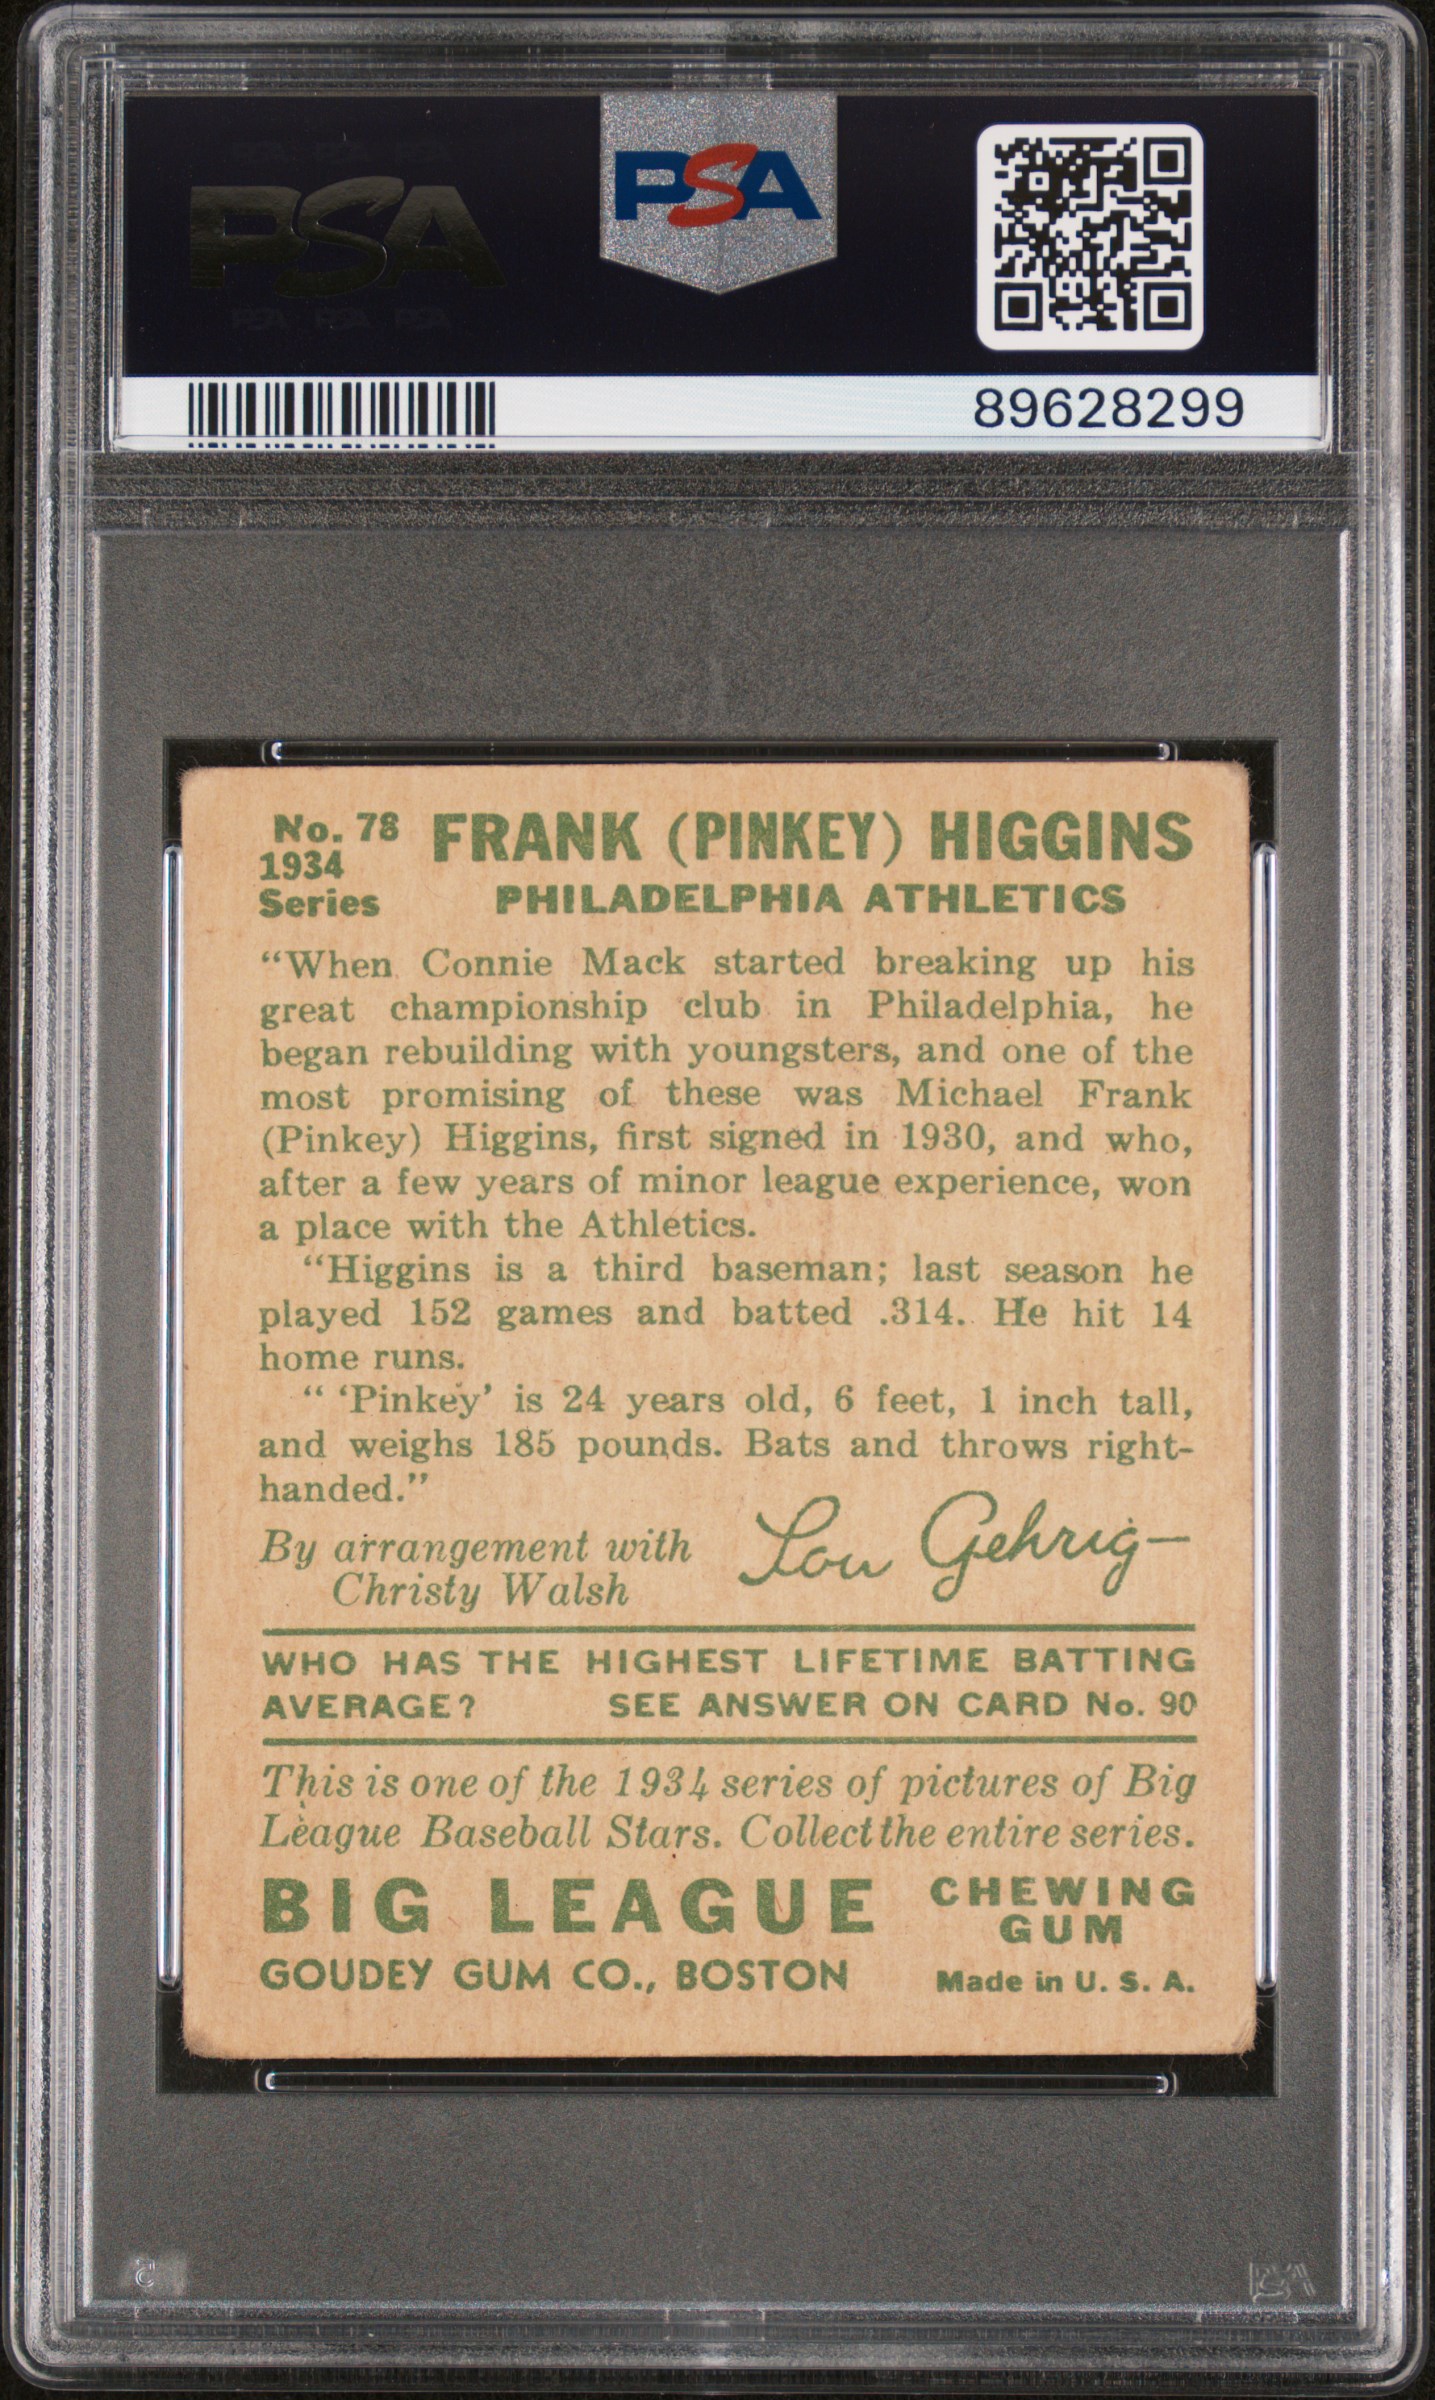 PSA
PSA
89628299
No. 78
1934
Series
FRANK (PINKEY) HIGGINS
PHILADELPHIA ATHLETICS
“When Connie Mack started breaking up his
great championship club in Philadelphia, he
began rebuilding with youngsters, and one of the
most promising of these was Michael Frank
(Pinkey) Higgins, first signed in 1930, and who,
after a few years of minor league experience, won
a place with the Athletics.
“Higgins is a third baseman; last season he
played 152 games and batted .314. He hit 14
home runs.
“ ‘Pinkey’ is 24 years old, 6 feet, 1 inch tall,
and weighs 185 pounds. Bats and throws right-
handed.”
By arrangement with
Christy Walsh
Lou Gehrig
WHO HAS THE HIGHEST LIFETIME BATTING
AVERAGE? SEE ANSWER ON CARD No. 90
This is one of the 1934 series of pictures of Big
League Baseball Stars. Collect the entire series.
BIG LEAGUE CHEWING
GUM
GOUDEY GUM CO., BOSTON
Made in U. S. A.